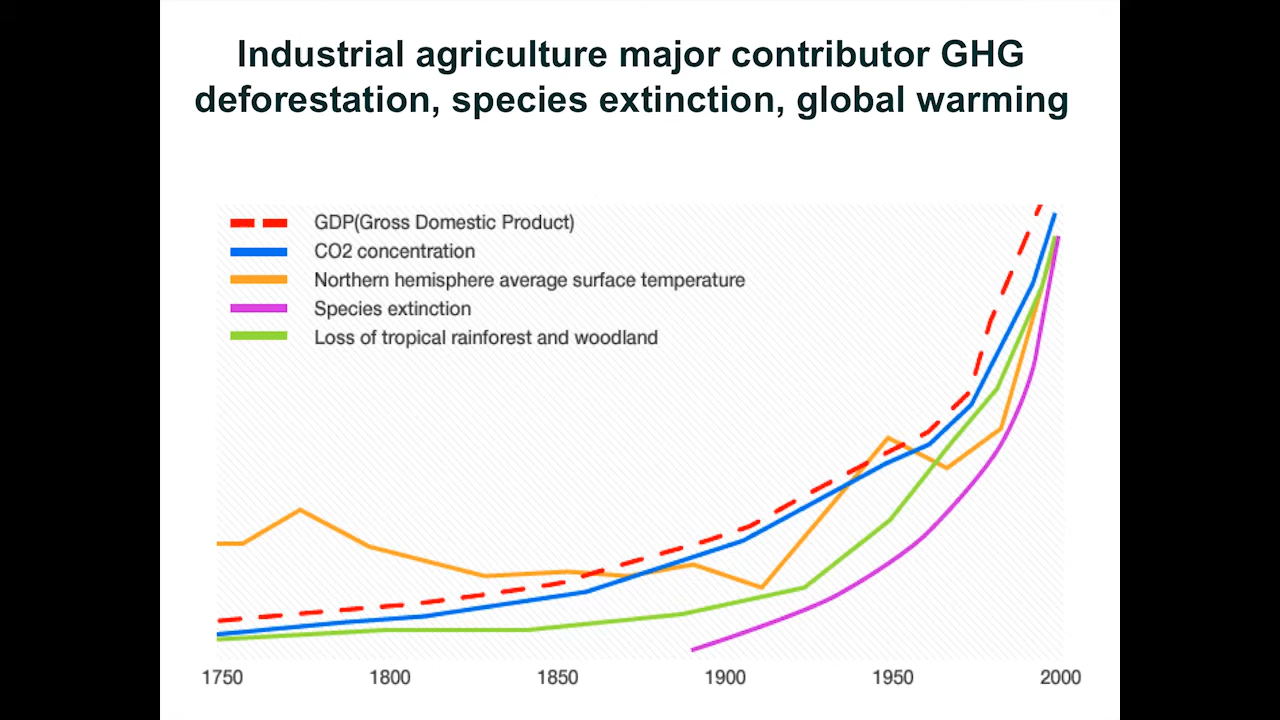 Industrial agriculture major contributor GHG
deforestation, species extinction, global warming
GDP(Gross Domestic Product)
CO2 concentration
Northern hemisphere average surface temperature
Species extinction
Loss of tropical rainforest and woodland
1750 1800 1850 1900 1950 2000